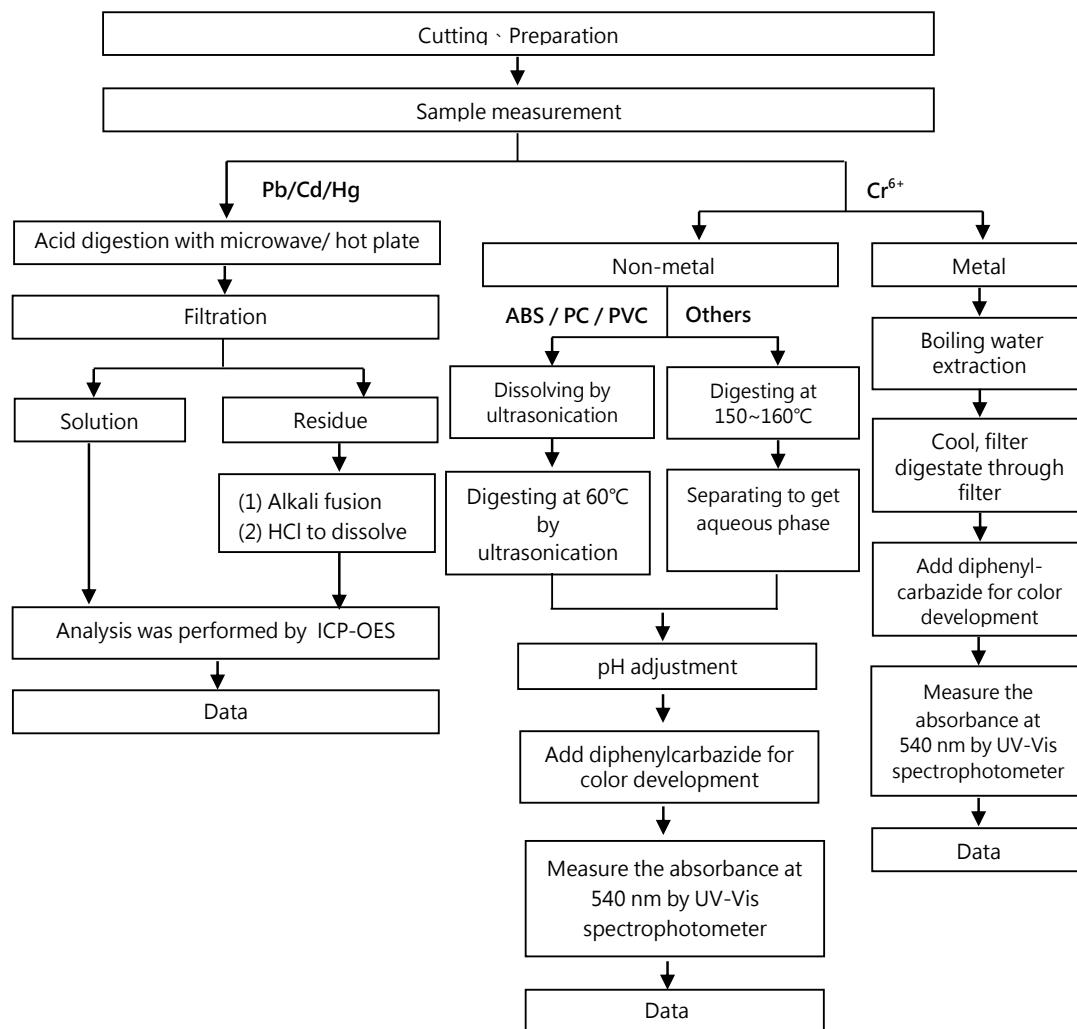 Cutting、Preparation
Sample measurement
Pb/Cd/Hg
Acid digestion with microwave/ hot plate
Filtration
Solution
Residue
(1) Alkali fusion
(2) HCl to dissolve
Analysis was performed by ICP-OES
Data
Cr⁶⁺
Non-metal
ABS / PC / PVC
Others
Dissolving by
ultrasonication
Digesting at 60℃
by
ultrasonication
Digesting at
150~160℃
Separating to get
aqueous phase
pH adjustment
Add diphenylcarbazide for
color development
Measure the absorbance at
540 nm by UV-Vis
spectrophotometer
Data
Metal
Boiling water
extraction
Cool, filter
digestate through
filter
Add diphenyl-
carbazide for color
development
Measure the
absorbance at
540 nm by UV-Vis
spectrophotometer
Data